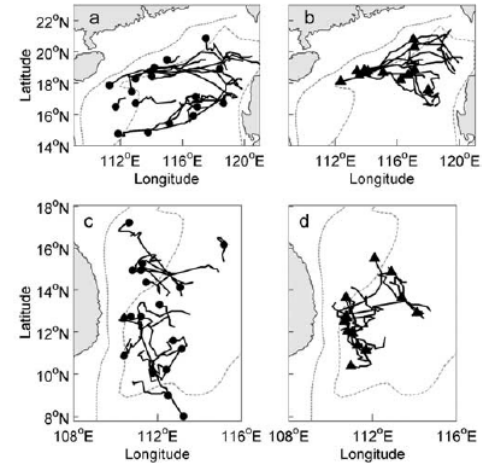 a
b
22°N
20°N
18°N
16°N
14°N
Latitude
112°E
116°E
120°E
112°E
116°E
120°E
Longitude
Longitude
18°N
16°N
14°N
12°N
10°N
8°N
Latitude
c
d
108°E
112°E
116°E
108°E
112°E
116°E
Longitude
Longitude